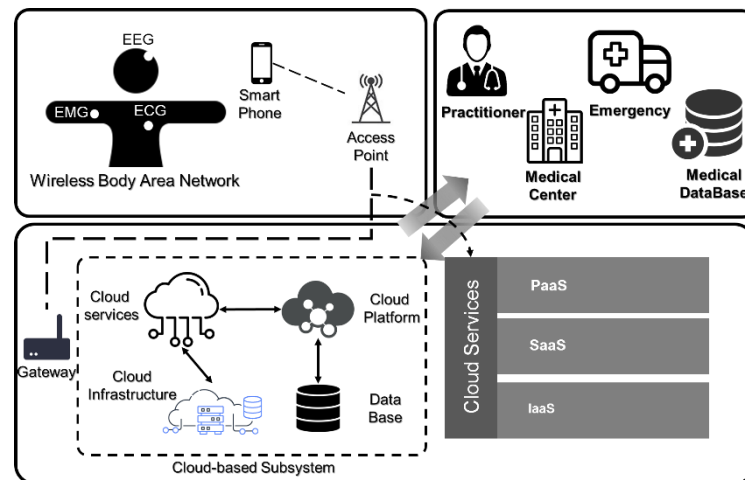 EEG
EMG
ECG
Wireless Body Area Network
Smart
Phone
Access
Point
Practitioner
Medical
Center
Emergency
Medical
DataBase
Gateway
Cloud
services
Cloud
Platform
Cloud
Infrastructure
Data
Base
Cloud-based Subsystem
Cloud Services
PaaS
SaaS
IaaS